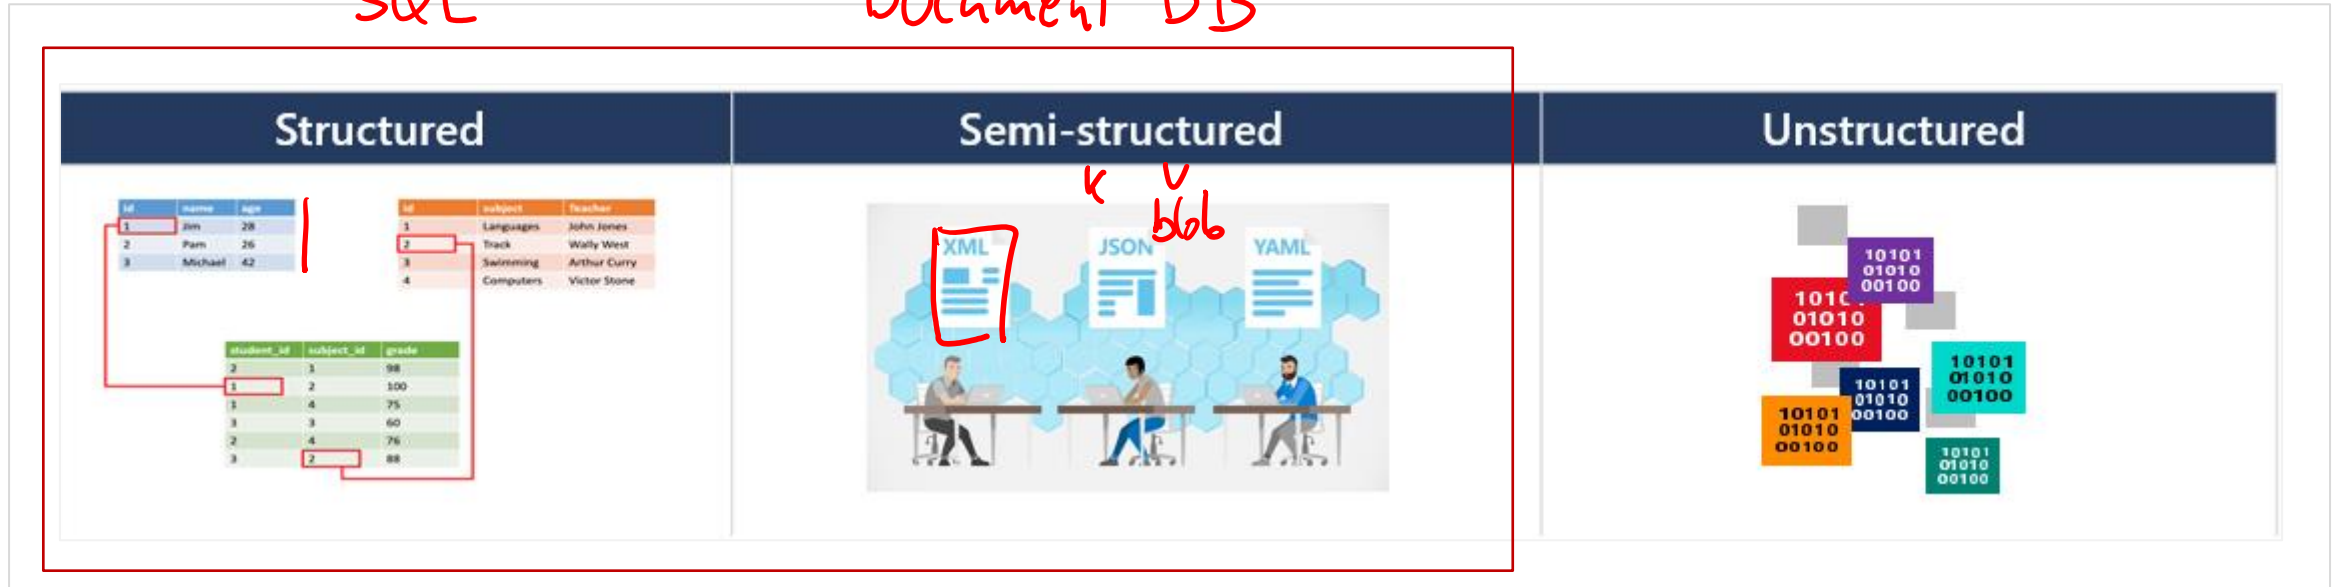 SQL
Document DB
Structured
Semi-structured
Unstructured
K V
blob
id name age
1 Jim 28
2 Pam 26
3 Michael 42
id subject Teacher
1 Languages John Jones
2 Track Wally West
3 Swimming Arthur Curry
4 Computers Victor Stone
student_id subject_id grade
2 1 98
1 2 100
1 4 75
3 3 60
2 4 76
3 2 88
XML
JSON
YAML
10101
01010
00100
10101
01010
00100
10101
01010
00100
10101
01010
00100
10101
01010
00100
10101
01010
00100